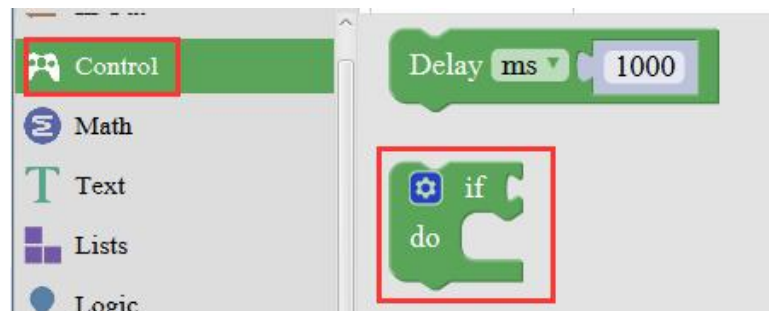 Control
Math
Text
Lists
Logic
Delay ms 1000
if
do